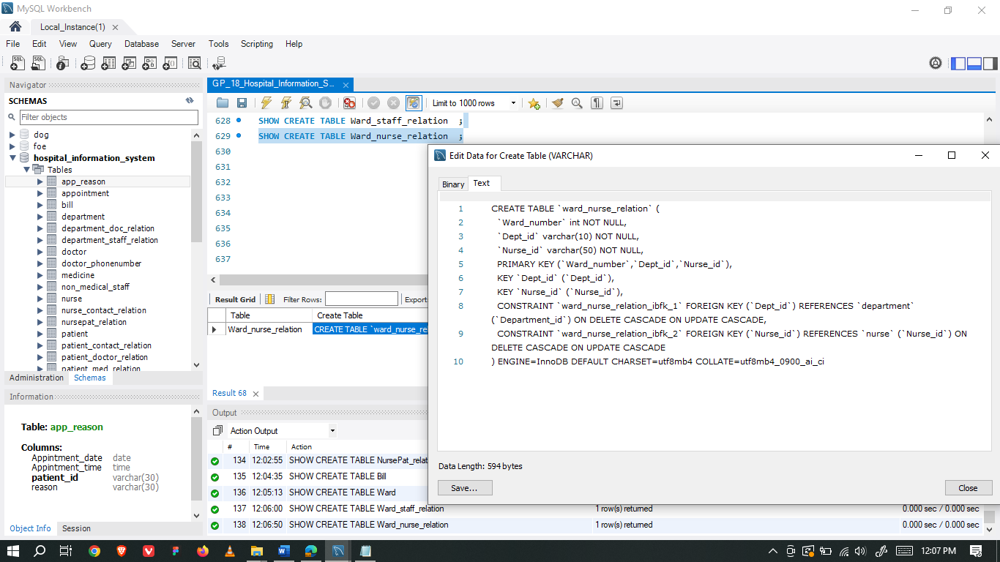 MySQL Workbench
Local_Instance(1)
File Edit View Query Database Server Tools Scripting Help
Navigator
SCHEMAS
Filter objects
dog
foe
hospital_information_system
Tables
app_reason
appointment
bill
department
department_doc_relation
department_staff_relation
doctor
doctor_phonenumber
medicine
non_medical_staff
nurse
nurse_contact_relation
nursepat_relation
patient
patient_contact_relation
patient_doctor_relation
patient_med_relation
Administration Schemas
Information
Table: app_reason
Columns:
Appintment_date date
Appintment_time time
patient_id varchar(30)
reason varchar(30)
Object Info Session
GP_18_Hospital_Information_S...
Limit to 1000 rows
628 SHOW CREATE TABLE Ward_staff_relation ;
629 SHOW CREATE TABLE Ward_nurse_relation ;
630
631
632
633
634
635
636
637
Result Grid Filter Rows: Export
Table Create Table
Ward_nurse_relation CREATE TABLE `ward_nurse_re
Result 68
Output
Action Output
# Time Action
134 12:02:55 SHOW CREATE TABLE NursePat_relat
135 12:04:35 SHOW CREATE TABLE Bill
136 12:05:13 SHOW CREATE TABLE Ward
137 12:06:00 SHOW CREATE TABLE Ward_staff_relation 1 row(s) returned 0.000 sec / 0.000 sec
138 12:06:50 SHOW CREATE TABLE Ward_nurse_relation 1 row(s) returned 0.000 sec / 0.000 sec
Edit Data for Create Table (VARCHAR)
Binary Text
1 CREATE TABLE `ward_nurse_relation` (
2 `Ward_number` int NOT NULL,
3 `Dept_id` varchar(10) NOT NULL,
4 `Nurse_id` varchar(50) NOT NULL,
5 PRIMARY KEY (`Ward_number`,`Dept_id`,`Nurse_id`),
6 KEY `Dept_id` (`Dept_id`),
7 KEY `Nurse_id` (`Nurse_id`),
8 CONSTRAINT `ward_nurse_relation_ibfk_1` FOREIGN KEY (`Dept_id`) REFERENCES `department`
(`Department_id`) ON DELETE CASCADE ON UPDATE CASCADE,
9 CONSTRAINT `ward_nurse_relation_ibfk_2` FOREIGN KEY (`Nurse_id`) REFERENCES `nurse` (`Nurse_id`) ON
DELETE CASCADE ON UPDATE CASCADE
10 ) ENGINE=InnoDB DEFAULT CHARSET=utf8mb4 COLLATE=utf8mb4_0900_ai_ci
Data Length: 594 bytes
Save... Close
12:07 PM